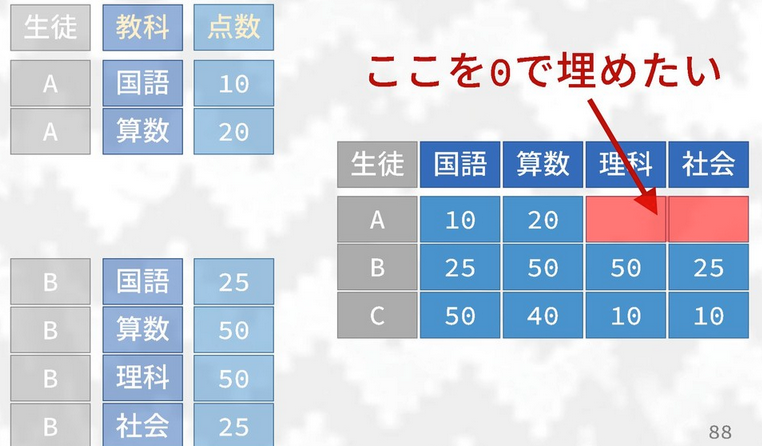 生徒 教科 点数
A 国語 10
A 算数 20
B 国語 25
B 算数 50
B 理科 50
B 社会 25
ここを0で埋めたい
生徒 国語 算数 理科 社会
A 10 20
B 25 50 50 25
C 50 40 10 10
88